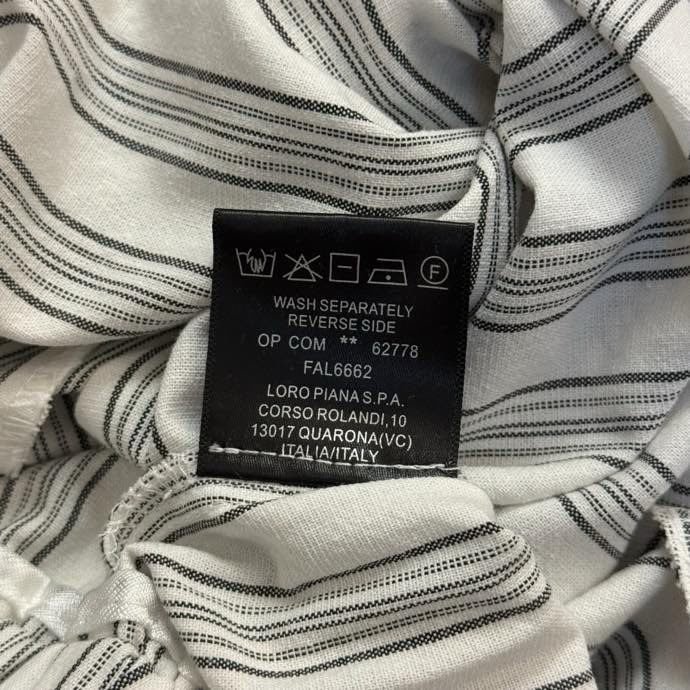 F
WASH SEPARATELY
REVERSE SIDE
OP COM ** 62778
FAL6662
LORO PIANA S.P.A.
CORSO ROLANDI,10
13017 QUARONA(VC)
ITALIA/ITALY